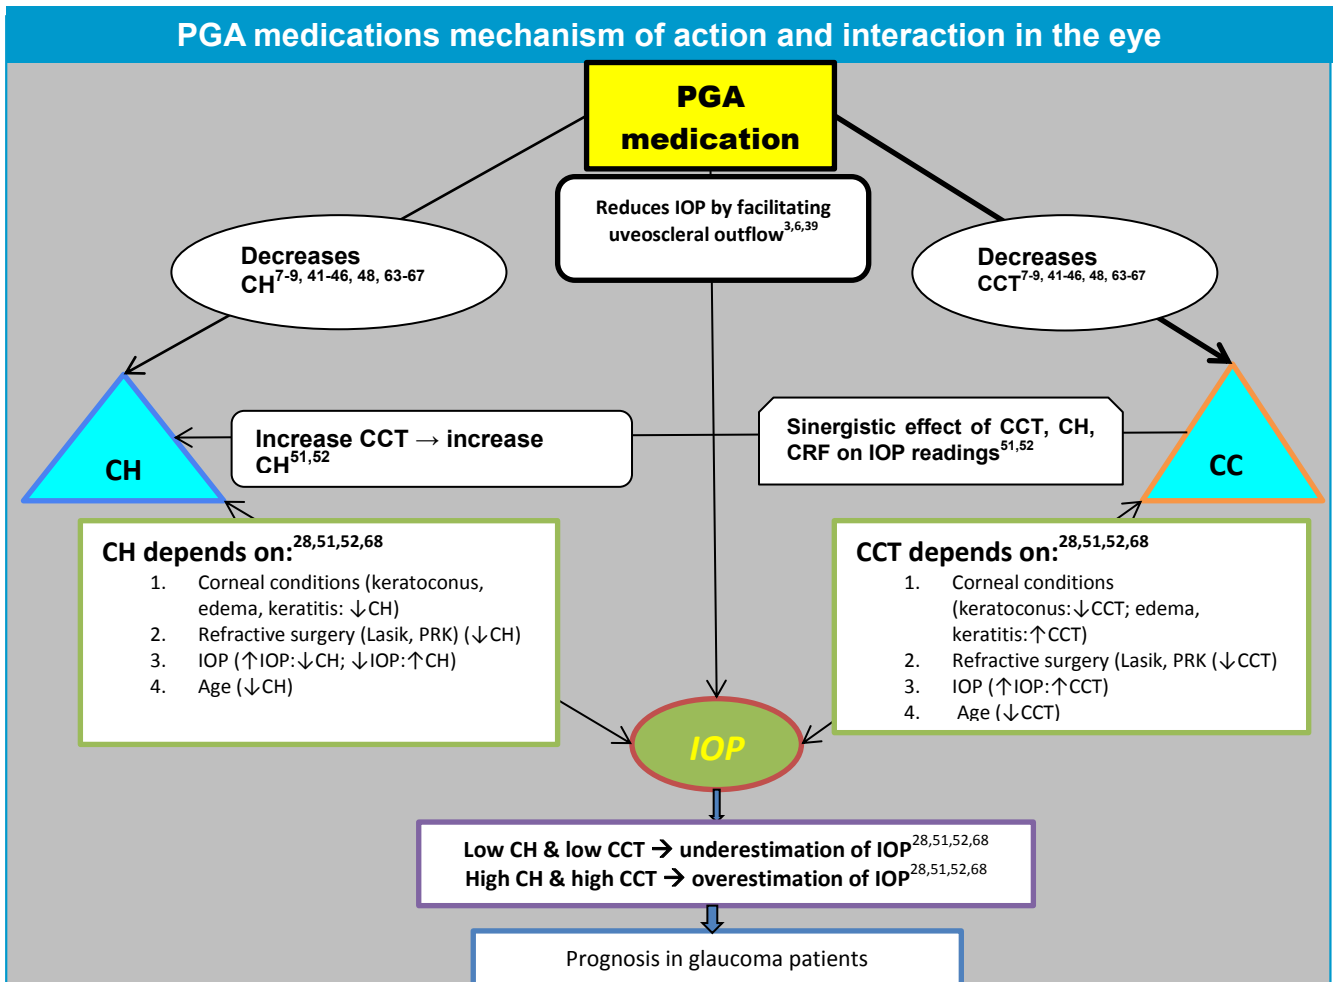 PGA medications mechanism of action and interaction in the eye
PGA
medication
Reduces IOP by facilitating
uveoscleral outflow3,6,39
Decreases
CH7-9, 41-46, 48, 63-67
Decreases
CCT7-9, 41-46, 48, 63-67
CH
Increase CCT → increase
CH51,52
Sinergistic effect of CCT, CH,
CRF on IOP readings51,52
CC
CH depends on:28,51,52,68
1. Corneal conditions (keratoconus,
edema, keratitis: ↓CH)
2. Refractive surgery (Lasik, PRK) (↓CH)
3. IOP (↑IOP:↓CH; ↓IOP:↑CH)
4. Age (↓CH)
CCT depends on:28,51,52,68
1. Corneal conditions
(keratoconus:↓CCT; edema,
keratitis:↑CCT)
2. Refractive surgery (Lasik, PRK (↓CCT)
3. IOP (↑IOP:↑CCT)
4. Age (↓CCT)
IOP
Low CH & low CCT → underestimation of IOP28,51,52,68
High CH & high CCT → overestimation of IOP28,51,52,68
Prognosis in glaucoma patients